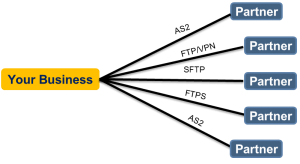 Partner
AS2
FTP/VPN
Partner
SFTP
Your Business
Partner
FTPS
Partner
AS2
Partner